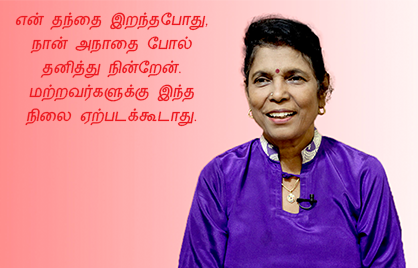 என் தந்தை இறந்தபோது,
நான் அநாதை போல்
தனித்து நின்றேன்.
மற்றவர்களுக்கு இந்த
நிலை ஏற்படக்கூடாது.